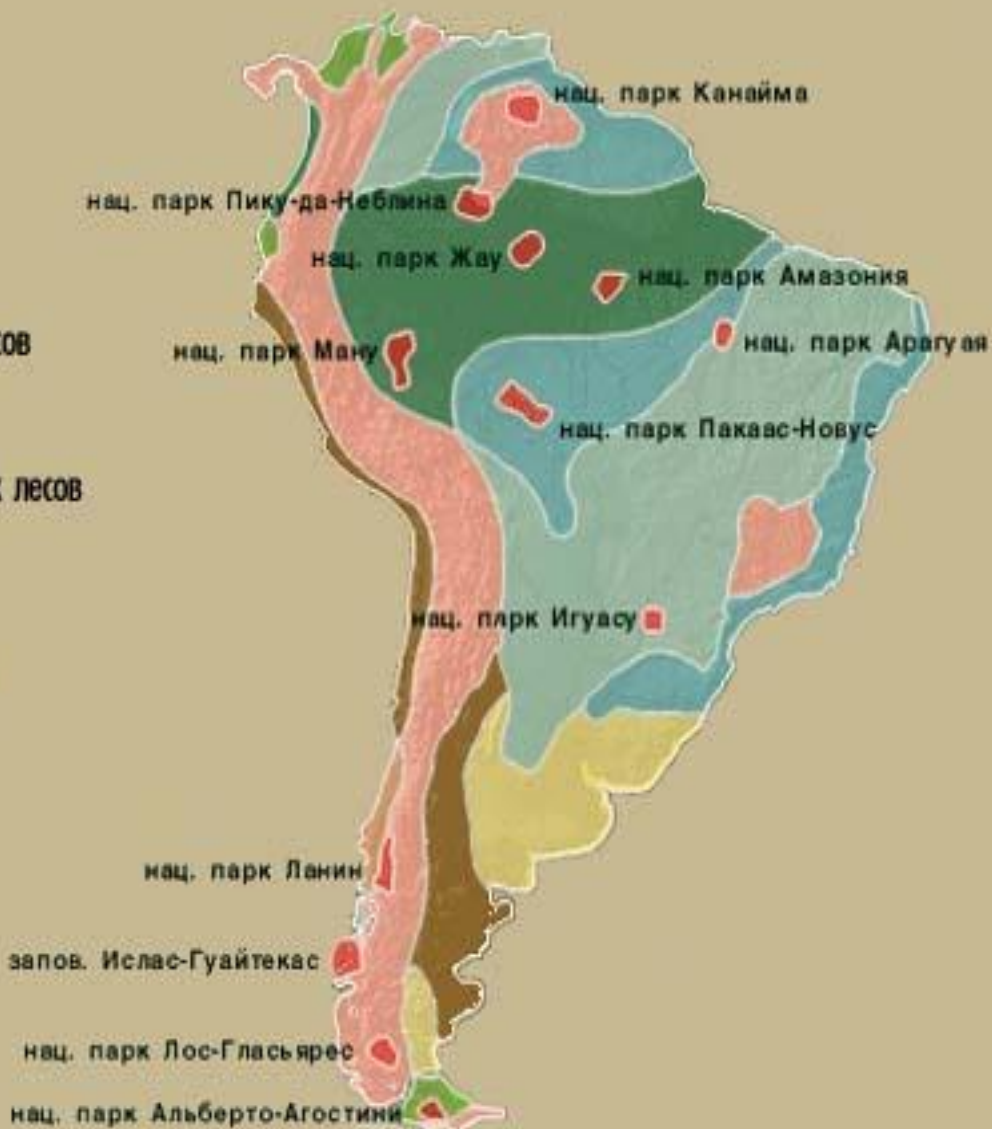 нац. парк Канайма
нац. парк Пику-да-Неблина
нац. парк Жау
нац. парк Амазония
ов
нац. парк Арагуая
нац. парк Ману
нац. парк Пакаас-Новус
лесов
нац. парк Игуасу
нац. парк Ланин
запов. Ислас-Гуайтекас
нац. парк Лос-Гласьярес
нац. парк Альберто-Агостини